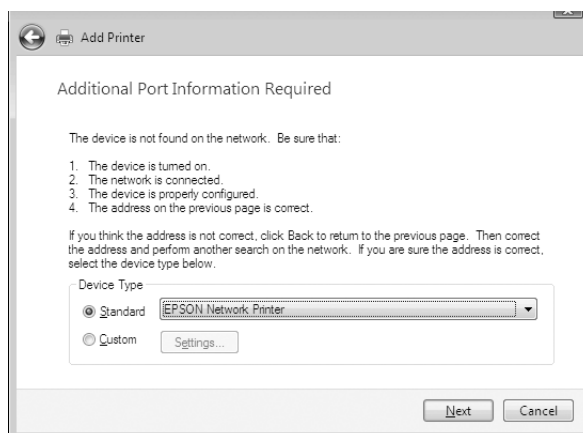 Add Printer
Additional Port Information Required
The device is not found on the network.  Be sure that:
1.  The device is turned on.
2.  The network is connected.
3.  The device is properly configured.
4.  The address on the previous page is correct.
If you think the address is not correct, click Back to return to the previous page.  Then correct
the address and perform another search on the network.  If you are sure the address is correct,
select the device type below.
Device Type
Standard
EPSON Network Printer
Custom
Settings...
Next
Cancel